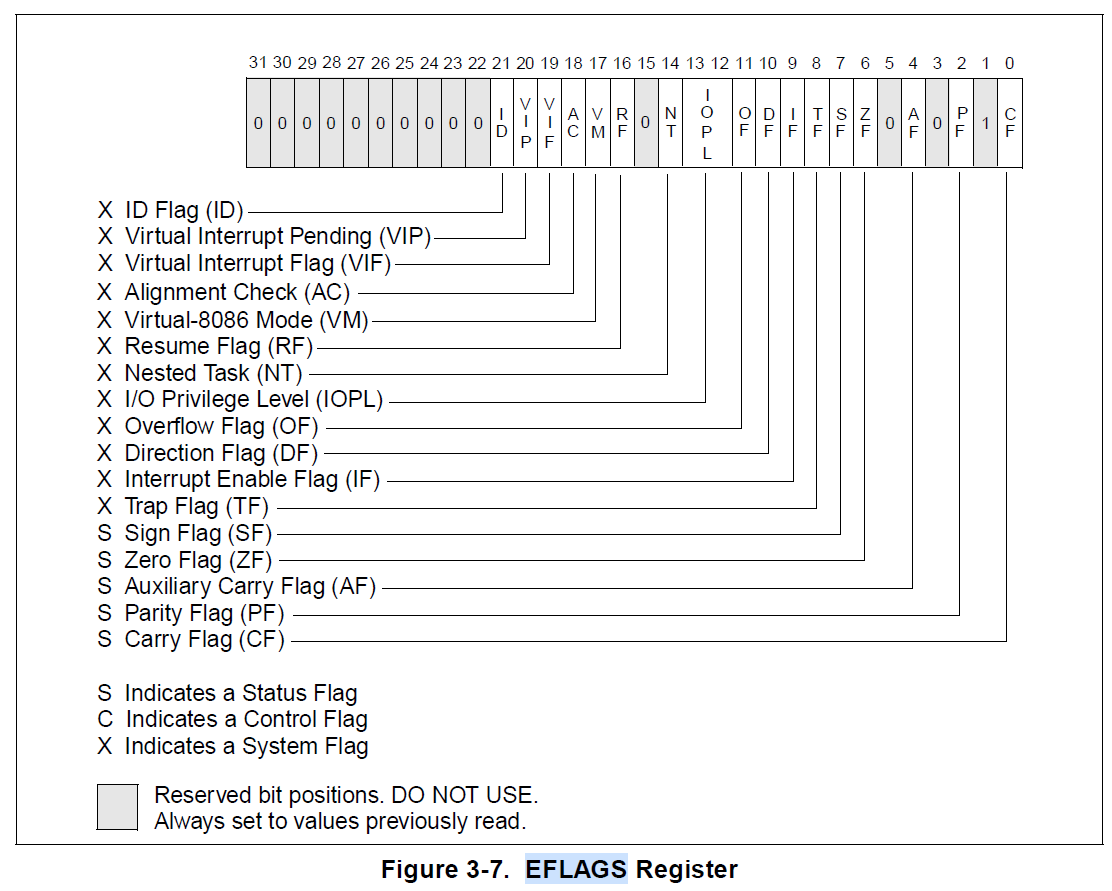 31 30 29 28 27 26 25 24 23 22 21 20 19 18 17 16 15 14 13 12 11 10 9 8 7 6 5 4 3 2 1 0
0 0 0 0 0 0 0 0 0 0 ID VIP VIF AC VM RF 0 NT IOPL OF DF IF TF SF ZF 0 AF 0 PF 1 CF
X ID Flag (ID)
X Virtual Interrupt Pending (VIP)
X Virtual Interrupt Flag (VIF)
X Alignment Check (AC)
X Virtual-8086 Mode (VM)
X Resume Flag (RF)
X Nested Task (NT)
X I/O Privilege Level (IOPL)
X Overflow Flag (OF)
X Direction Flag (DF)
X Interrupt Enable Flag (IF)
X Trap Flag (TF)
S Sign Flag (SF)
S Zero Flag (ZF)
S Auxiliary Carry Flag (AF)
S Parity Flag (PF)
S Carry Flag (CF)
S Indicates a Status Flag
C Indicates a Control Flag
X Indicates a System Flag
Reserved bit positions. DO NOT USE.
Always set to values previously read.
Figure 3-7. EFLAGS Register